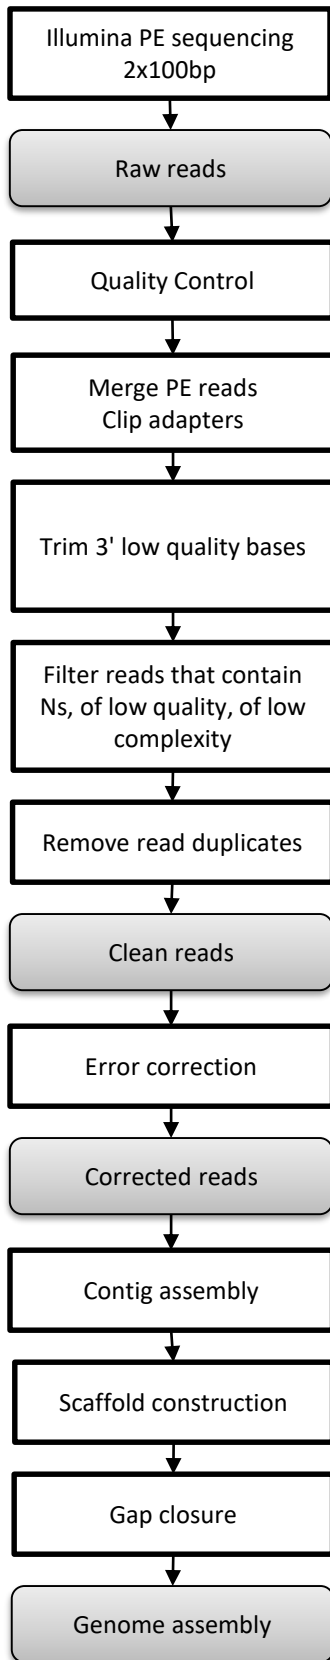 Illumina PE sequencing
2x100bp
Raw reads
Quality Control
Merge PE reads
Clip adapters
Trim 3' low quality bases
Filter reads that contain
Ns, of low quality, of low
complexity
Remove read duplicates
Clean reads
Error correction
Corrected reads
Contig assembly
Scaffold construction
Gap closure
Genome assembly